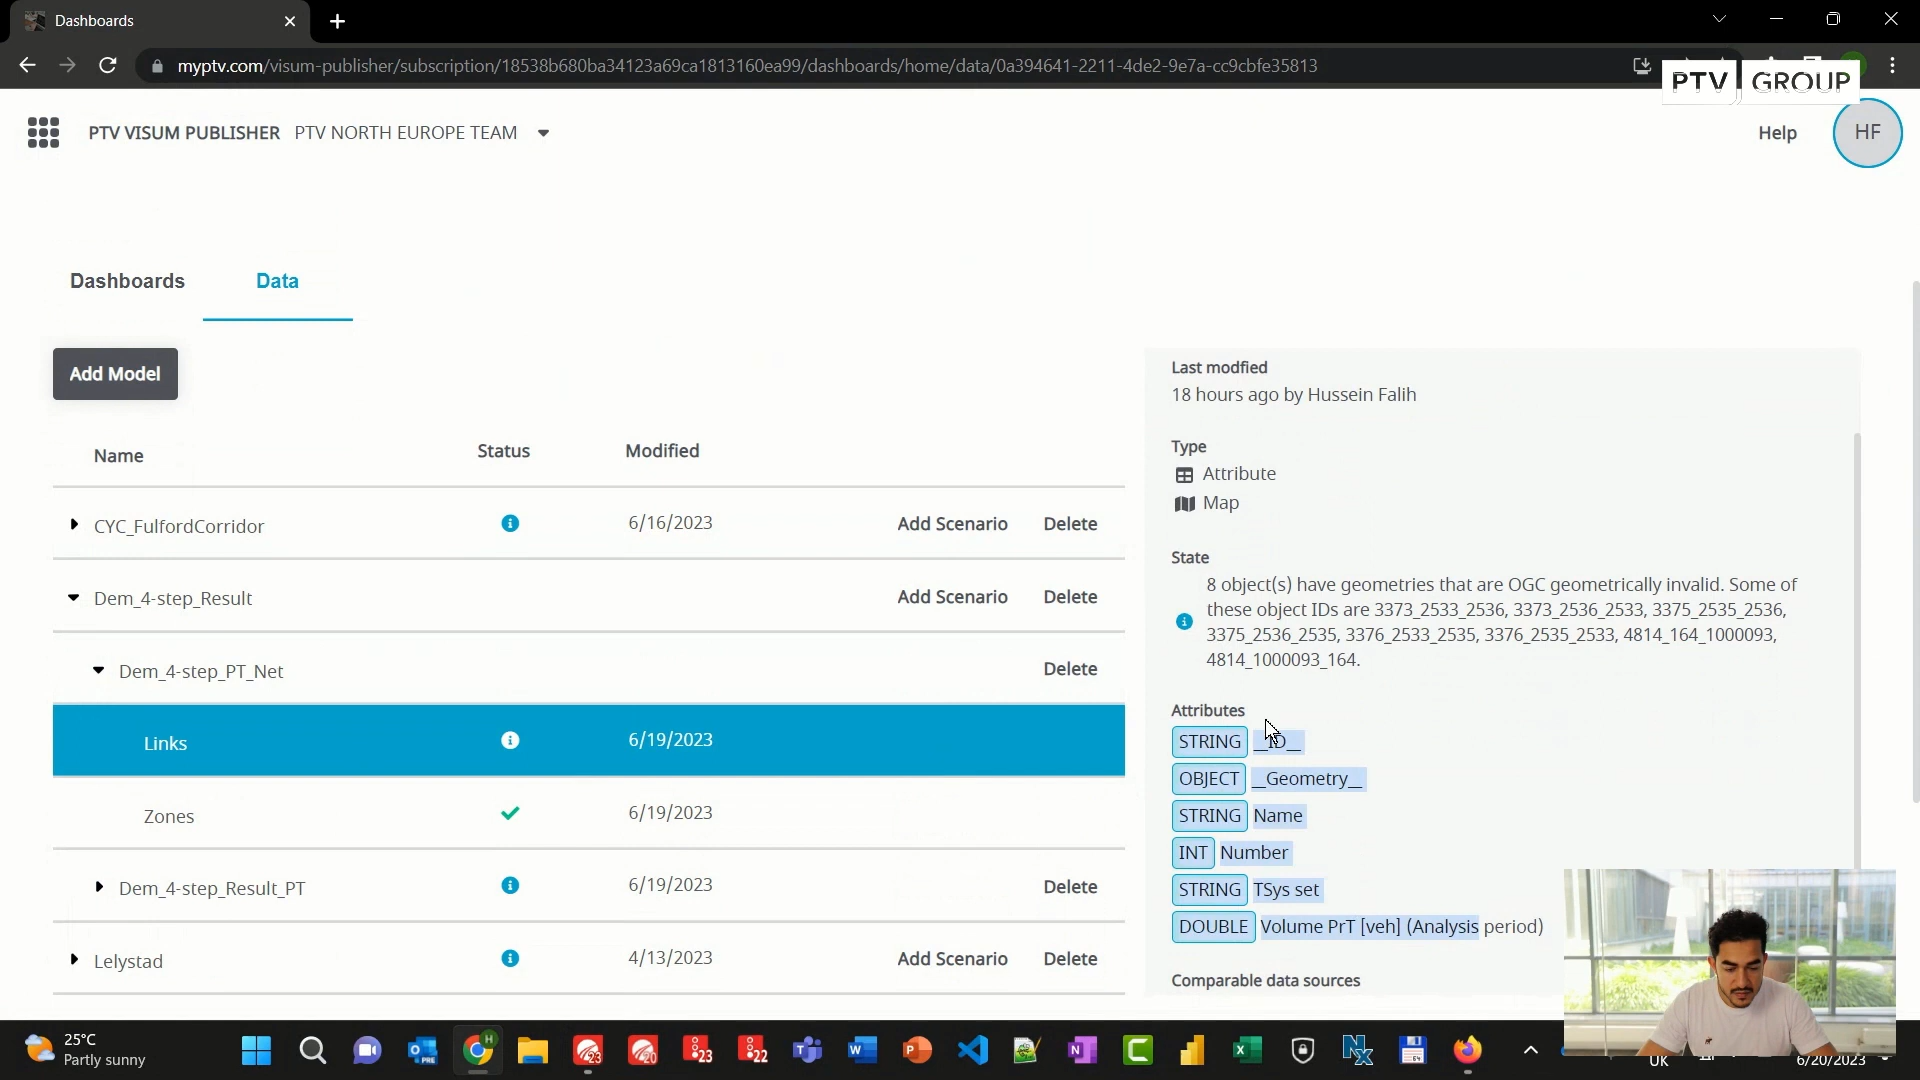 Dashboards
myptv.com/visum-publisher/subscription/18538b680ba34123a69ca1813160ea99/dashboards/home/data/0a394641-2211-4de2-9e7a-cc9cbfe35813
PTV GROUP
PTV VISUM PUBLISHER PTV NORTH EUROPE TEAM
Help
HF
Dashboards
Data
Add Model
Name
Status
Modified
CYC_FulfordCorridor
6/16/2023
Add Scenario
Delete
Dem_4-step_Result
Add Scenario
Delete
Dem_4-step_PT_Net
Delete
Links
6/19/2023
Zones
6/19/2023
Dem_4-step_Result_PT
6/19/2023
Delete
Lelystad
4/13/2023
Add Scenario
Delete
Last modfied
18 hours ago by Hussein Falih
Type
Attribute
Map
State
8 object(s) have geometries that are OGC geometrically invalid. Some of
these object IDs are 3373_2533_2536, 3373_2536_2533, 3375_2535_2536,
3375_2536_2535, 3376_2533_2535, 3376_2535_2533, 4814_164_1000093,
4814_1000093_164.
Attributes
STRING __ID__
OBJECT __Geometry__
STRING Name
INT Number
STRING TSys set
DOUBLE Volume PrT [veh] (Analysis period)
Comparable data sources
25°C
Partly sunny
UK
6/20/2023